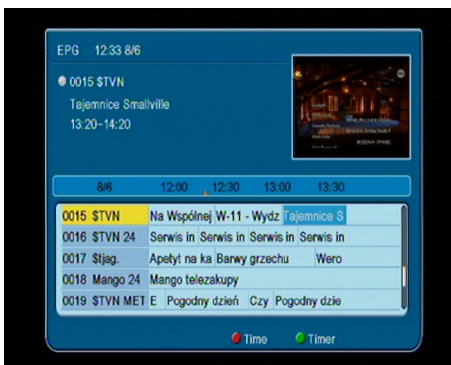 EPG 12:33 8/6
0015 $TVN
Tajemnice Smallville
13:20-14:20
8/6 12:00 12:30 13:00 13:30
0015 $TVN Na Wspólnej W-11 - Wydz Tajemnice S
0016 $TVN 24 Serwis in Serwis in Serwis in Serwis in
0017 $tjag. Apetyt na ka Barwy grzechu Wero
0018 Mango 24 Mango telezakupy
0019 $TVN MET E Pogodny dzień Czy Pogodny dzie
Time Timer